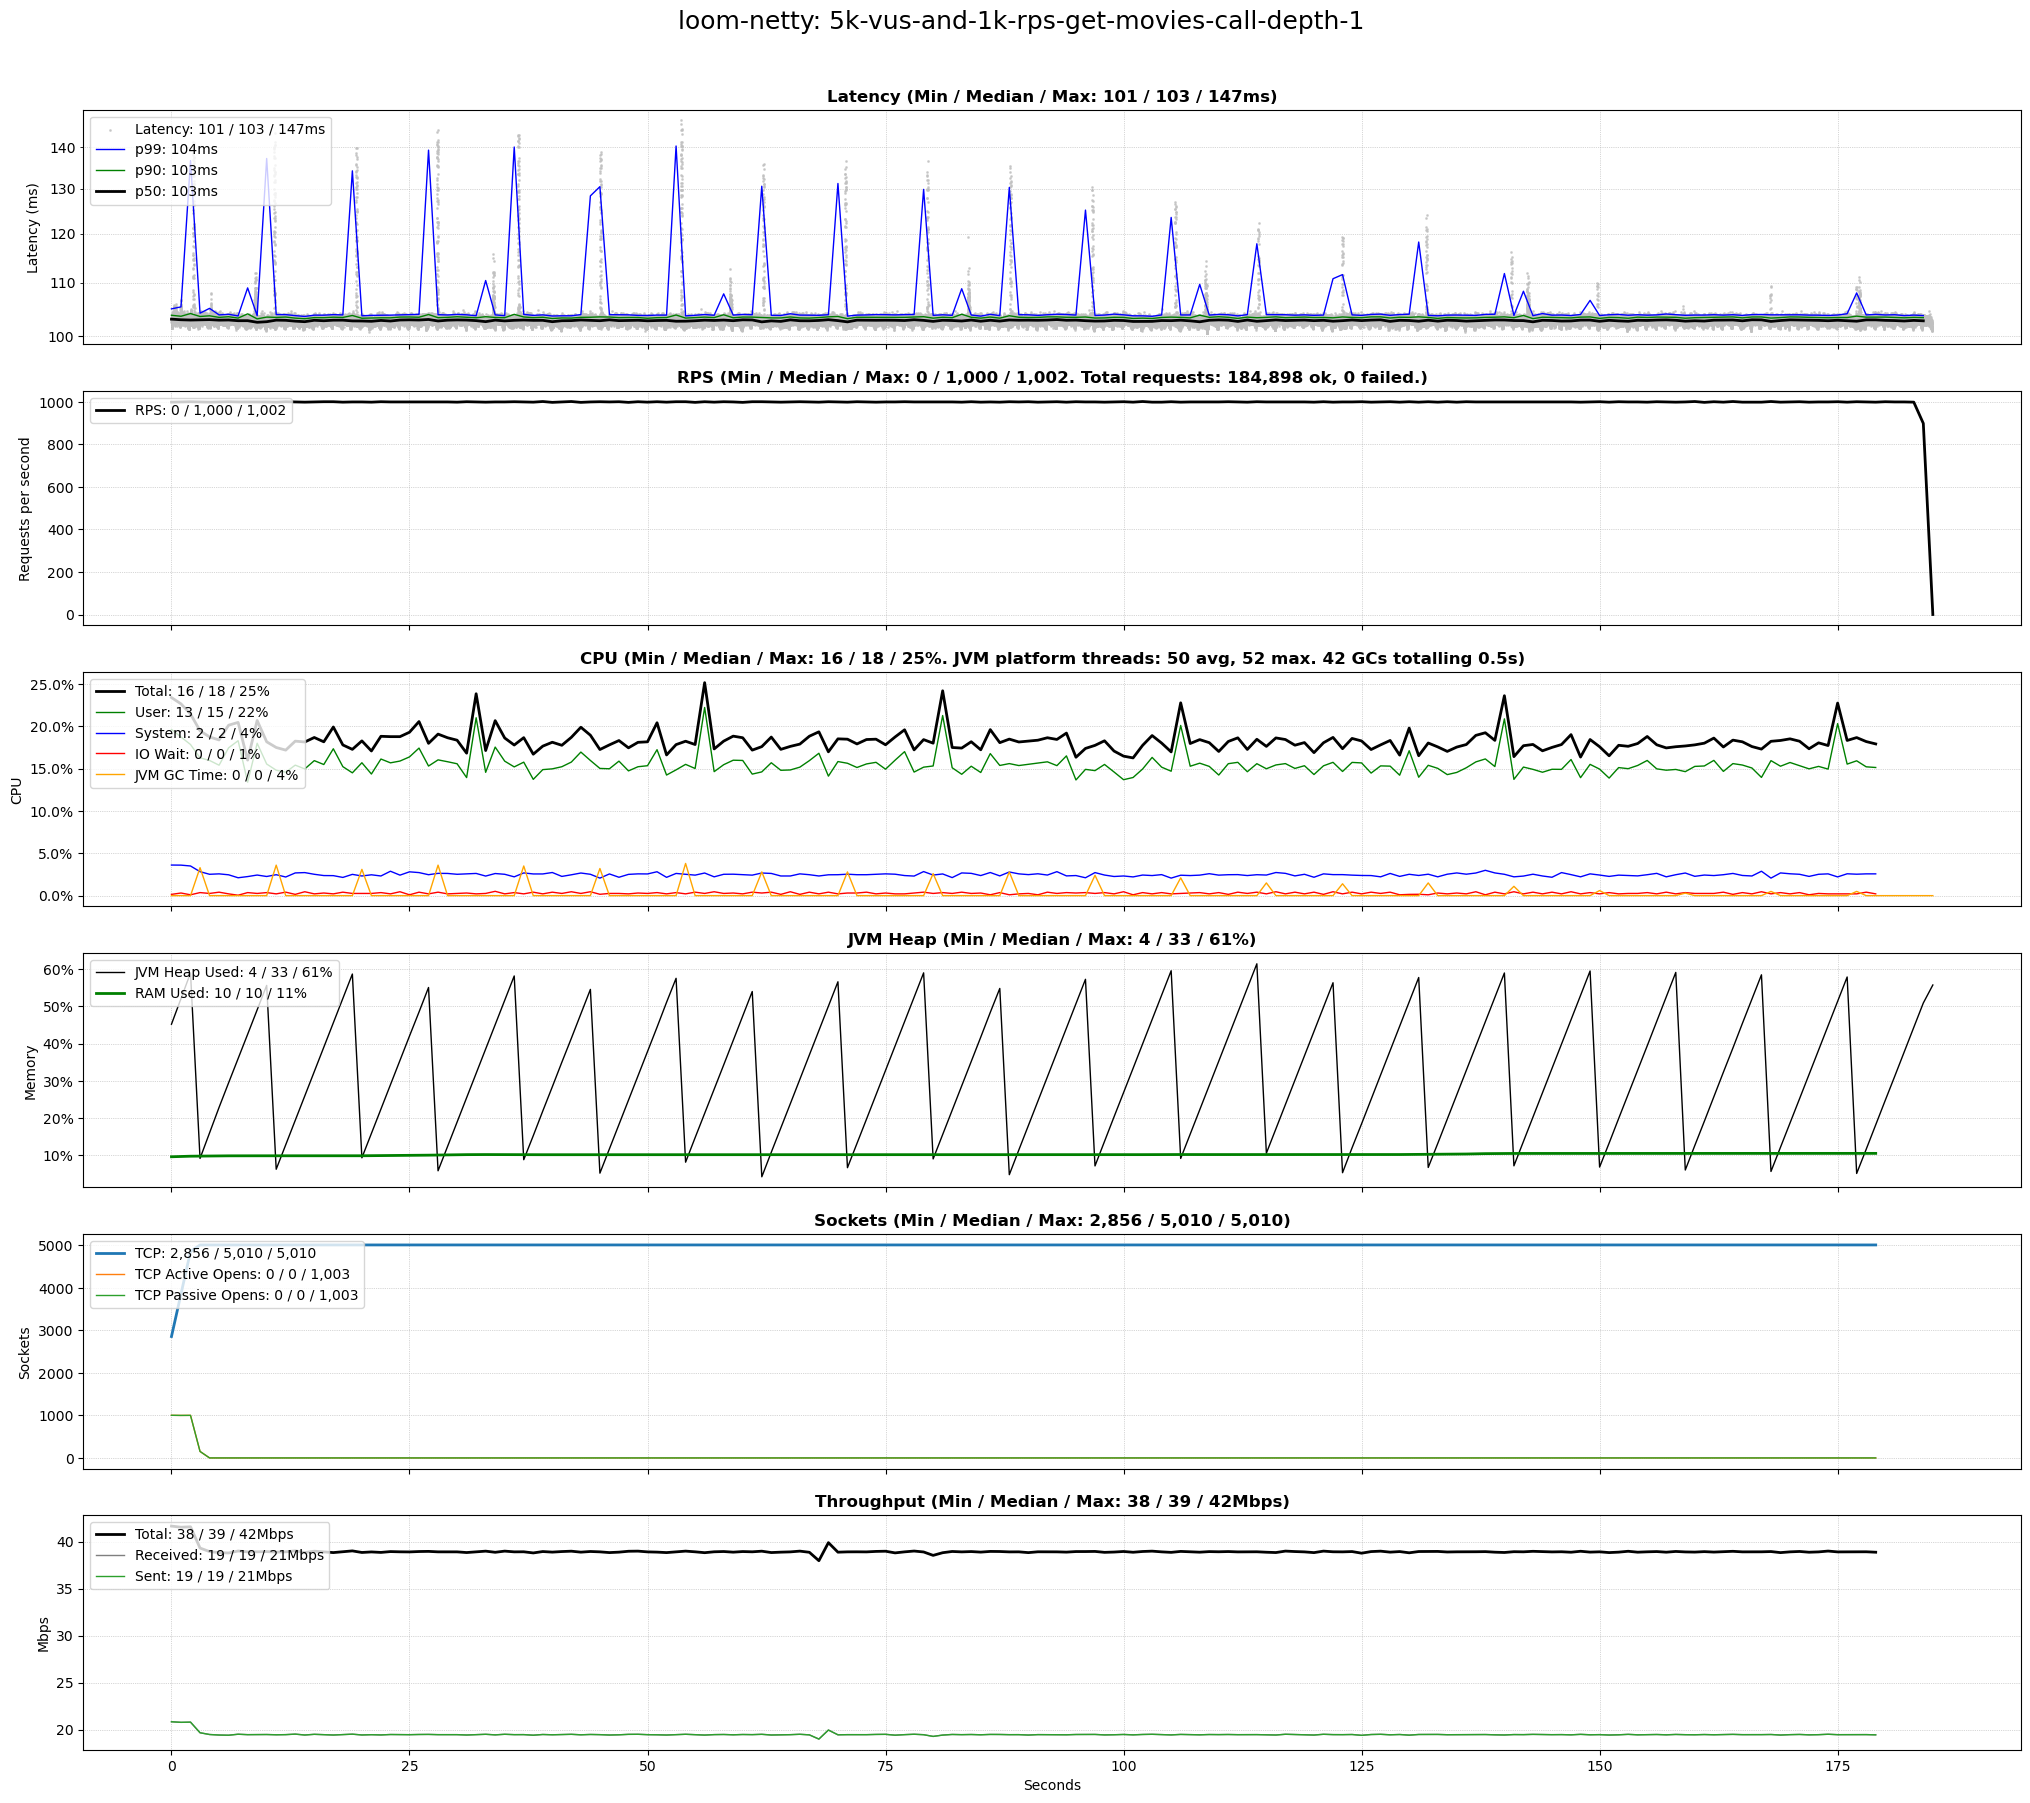 loom-netty: 5k-vus-and-1k-rps-get-movies-call-depth-1
Latency (Min / Median / Max: 101 / 103 / 147ms)
Latency: 101 / 103 / 147ms
p99: 104ms
p90: 103ms
p50: 103ms
Latency (ms)
140
130
120
110
100
RPS (Min / Median / Max: 0 / 1,000 / 1,002. Total requests: 184,898 ok, 0 failed.)
RPS: 0 / 1,000 / 1,002
Requests per second
1000
800
600
400
200
0
CPU (Min / Median / Max: 16 / 18 / 25%. JVM platform threads: 50 avg, 52 max. 42 GCs totalling 0.5s)
Total: 16 / 18 / 25%
User: 13 / 15 / 22%
System: 2 / 2 / 4%
IO Wait: 0 / 0 / 1%
JVM GC Time: 0 / 0 / 4%
CPU
25.0%
20.0%
15.0%
10.0%
5.0%
0.0%
JVM Heap (Min / Median / Max: 4 / 33 / 61%)
JVM Heap Used: 4 / 33 / 61%
RAM Used: 10 / 10 / 11%
Memory
60%
50%
40%
30%
20%
10%
Sockets (Min / Median / Max: 2,856 / 5,010 / 5,010)
TCP: 2,856 / 5,010 / 5,010
TCP Active Opens: 0 / 0 / 1,003
TCP Passive Opens: 0 / 0 / 1,003
Sockets
5000
4000
3000
2000
1000
0
Throughput (Min / Median / Max: 38 / 39 / 42Mbps)
Total: 38 / 39 / 42Mbps
Received: 19 / 19 / 21Mbps
Sent: 19 / 19 / 21Mbps
Mbps
40
35
30
25
20
0 25 50 75 100 125 150 175
Seconds